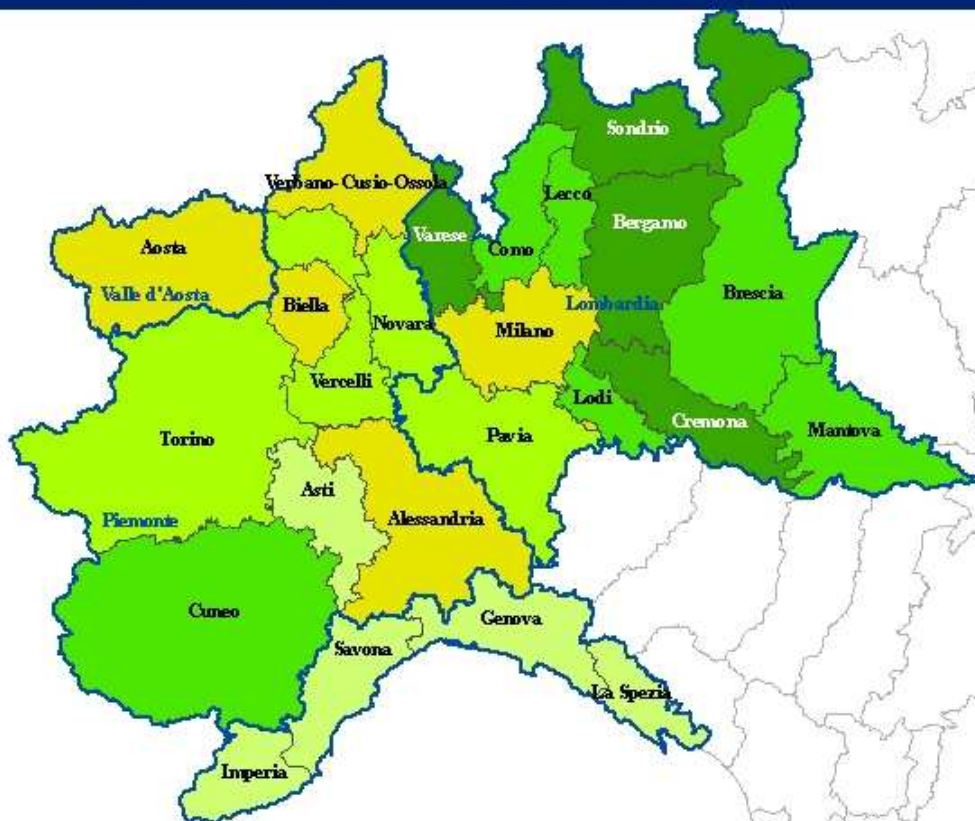 Sondrio
Verbano-Cusio-Ossola
Lecco
Bergamo
Varese
Aosta
Como
Brescia
Valle d'Aosta
Biella
Lombardia
Novara
Milano
Vercelli
Lodi
Cremona
Mantova
Torino
Pavia
Asti
Piemonte
Alessandria
Cuneo
Genova
Savona
La Spezia
Imperia